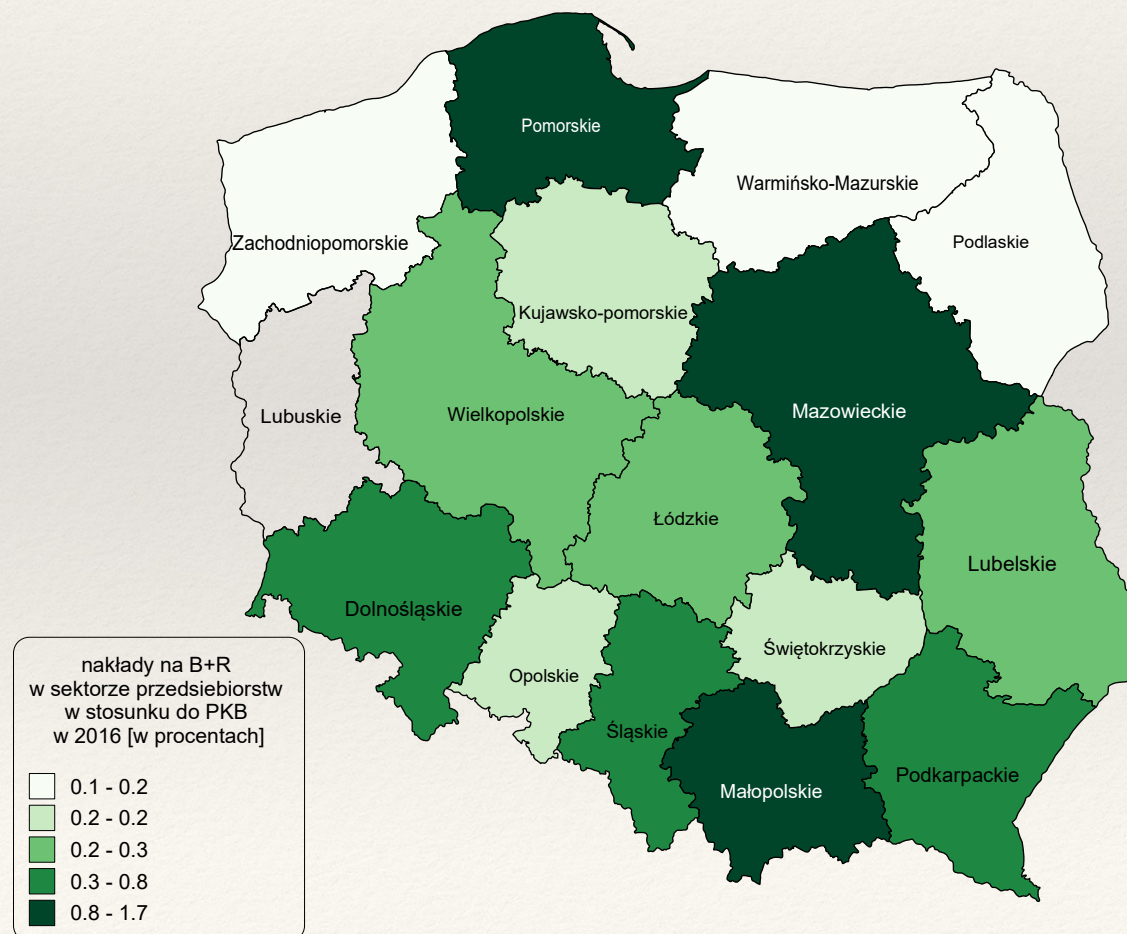 Pomorskie
Warmińsko-Mazurskie
Zachodniopomorskie
Podlaskie
Kujawsko-pomorskie
Lubuskie
Wielkopolskie
Mazowieckie
Łódzkie
Lubelskie
Dolnośląskie
Opolskie
Świętokrzyskie
Śląskie
Małopolskie
Podkarpackie
nakłady na B+R
w sektorze przedsiebiorstw
w stosunku do PKB
w 2016 [w procentach]
0.1 - 0.2
0.2 - 0.2
0.2 - 0.3
0.3 - 0.8
0.8 - 1.7